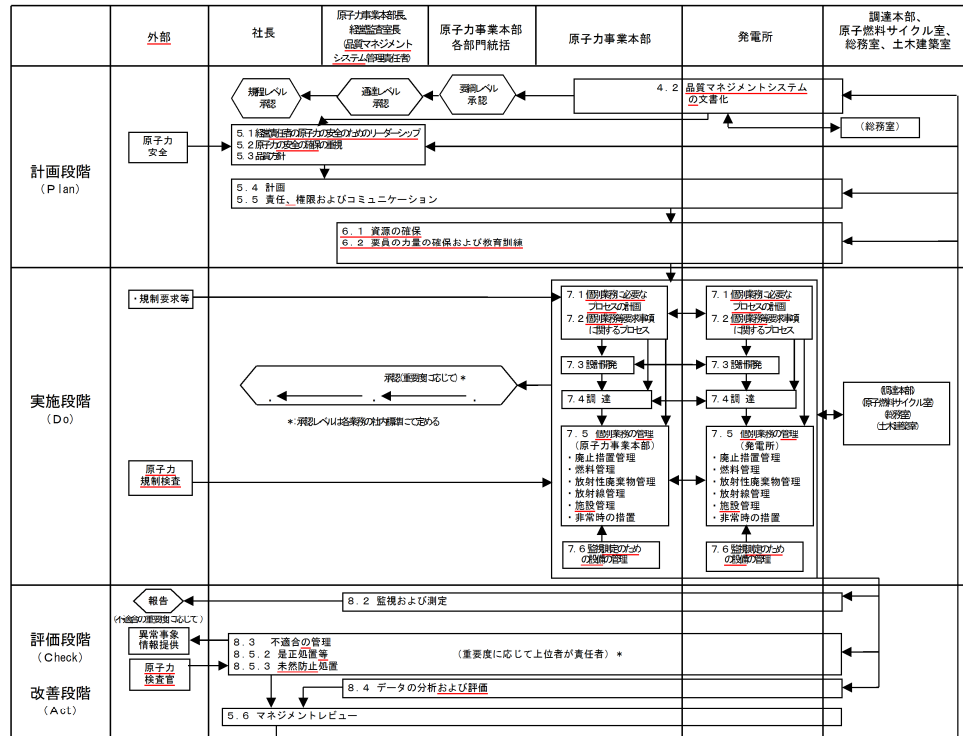 外部
社長
原子力事業本部長、
経営監査室長
(品質マネジメント
システム管理責任者)
原子力事業本部
各部門統括
原子力事業本部
発電所
調達本部、
原子燃料サイクル室、
総務室、土木建築室
計画段階
(Plan)
規程レベル
承認
通達レベル
承認
要綱レベル
承認
4.2 品質マネジメントシステム
の文書化
(総務室)
原子力
安全
5.1 経営責任者の原子力の安全のためのリーダーシップ
5.2 原子力の安全の確保の重視
5.3 品質方針
5.4 計画
5.5 責任、権限およびコミュニケーション
6.1 資源の確保
6.2 要員の力量の確保および教育訓練
実施段階
(Do)
・規制要求等
7.1 個別業務に必要な
プロセスの計画
7.2 個別業務等要求事項
に関するプロセス
7.1 個別業務に必要な
プロセスの計画
7.2 個別業務等要求事項
に関するプロセス
7.3 設計開発
7.3 設計開発
承認(重要度に応じて)*
*:承認レベルは各業務の社内標準にて定める
7.4 調達
7.4 調達
(調達本部)
(原子燃料サイクル室)
(総務室)
(土木建築室)
原子力
規制検査
7.5 個別業務の管理
(原子力事業本部)
・廃止措置管理
・燃料管理
・放射性廃棄物管理
・放射線管理
・施設管理
・非常時の措置
7.5 個別業務の管理
(発電所)
・廃止措置管理
・燃料管理
・放射性廃棄物管理
・放射線管理
・施設管理
・非常時の措置
7.6 監視測定のため
の設備の管理
7.6 監視測定のため
の設備の管理
評価段階
(Check)
改善段階
(Act)
報告
(不適合の重要度に応じて)
8.2 監視および測定
異常事象
情報提供
原子力
検査官
8.3 不適合の管理
8.5.2 是正処置等
(重要度に応じて上位者が責任者)*
8.5.3 未然防止処置
8.4 データの分析および評価
5.6 マネジメントレビュー